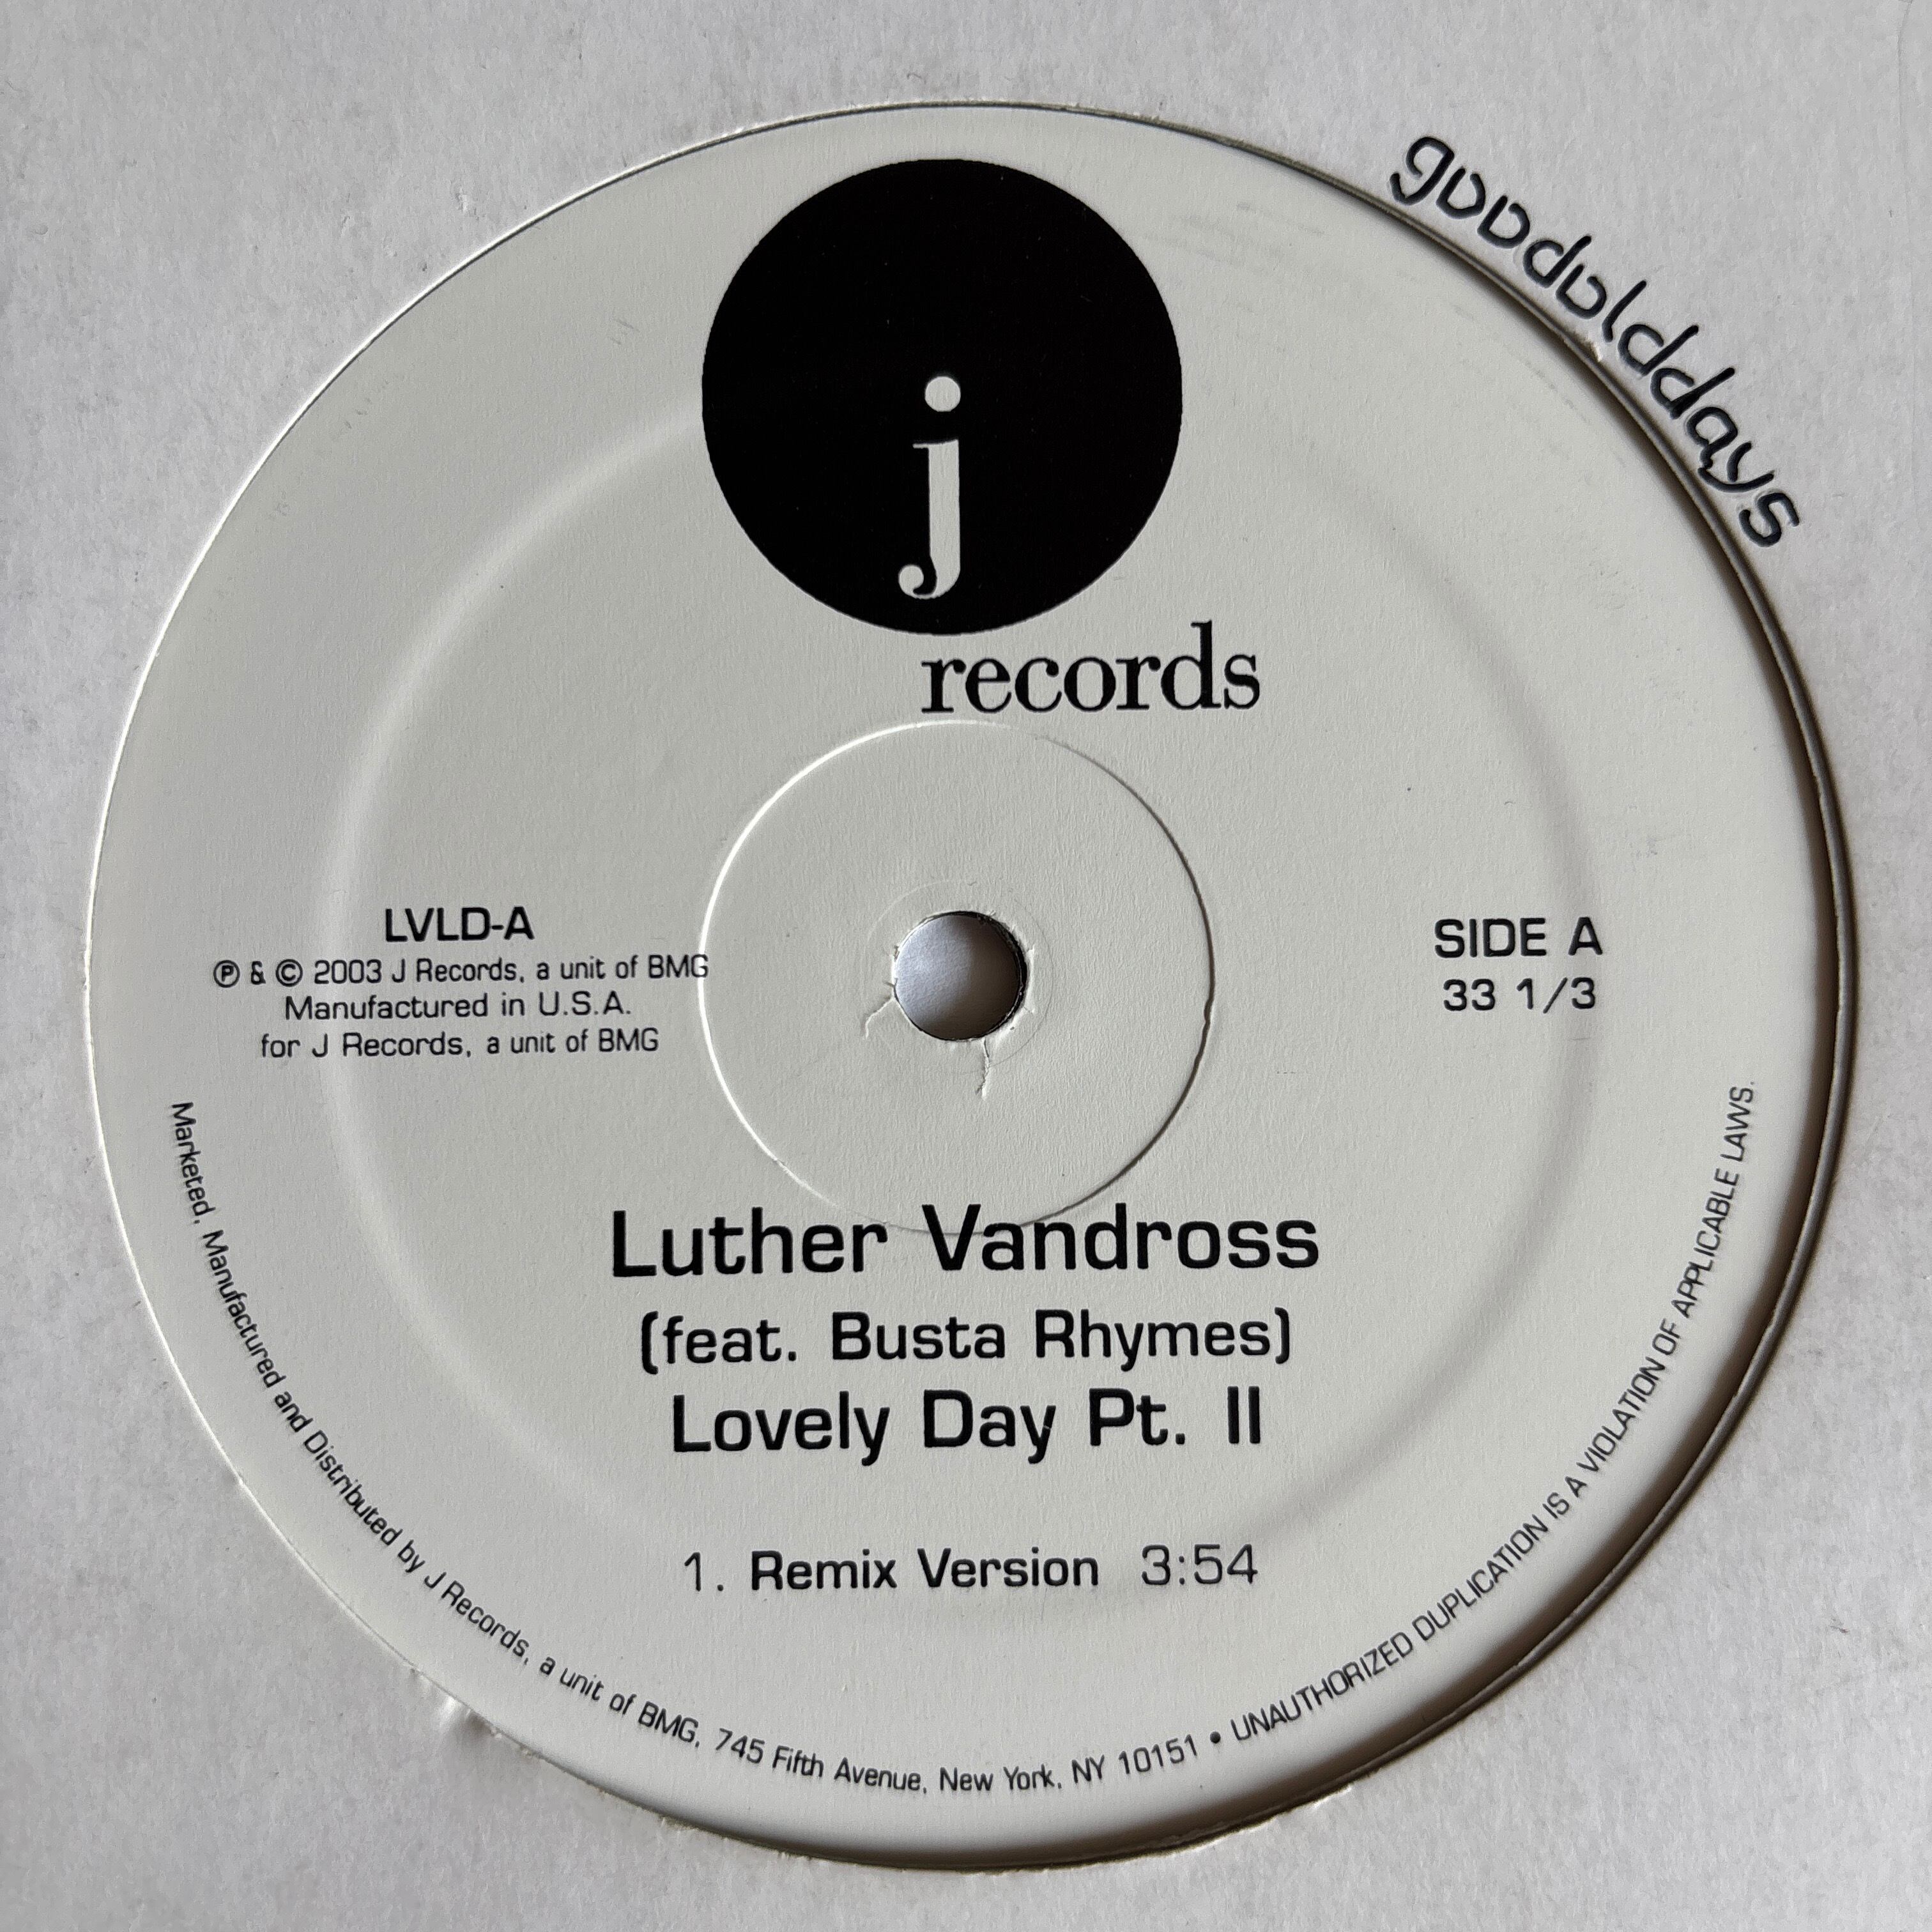 goodolddays
j
records
LVLD-A
℗ & © 2003 J Records, a unit of BMG
Manufactured in U.S.A.
for J Records, a unit of BMG
SIDE A
33 1/3
Luther Vandross
(feat. Busta Rhymes)
Lovely Day Pt. II
1. Remix Version 3:54
Marketed, Manufactured and Distributed by J Records, a unit of BMG, 745 Fifth Avenue, New York, NY 10151 • UNAUTHORIZED DUPLICATION IS A VIOLATION OF APPLICABLE LAWS.